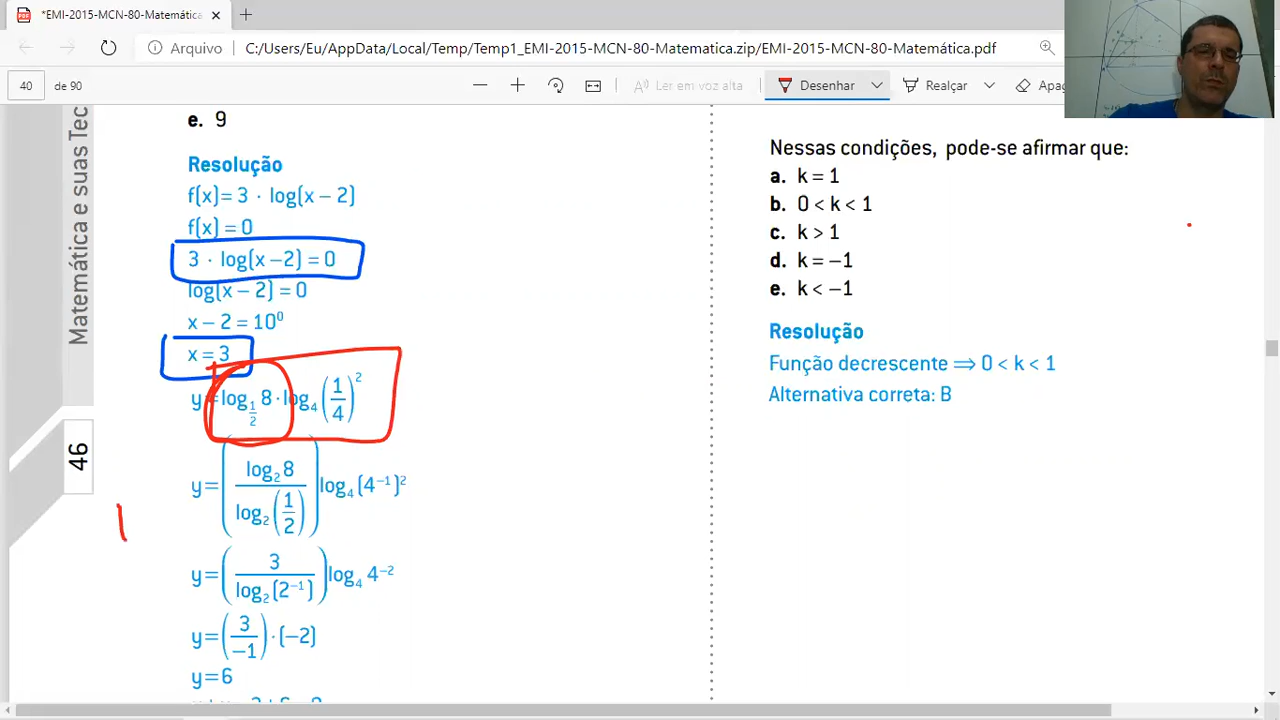 *EMI-2015-MCN-80-Matemática
Arquivo C:/Users/Eu/AppData/Local/Temp/Temp1_EMI-2015-MCN-80-Matematica.zip/EMI-2015-MCN-80-Matemática.pdf
40 de 90 Ler em voz alta Desenhar Realçar Apag
Matemática e suas Tec
46
e. 9
Resolução
f(x)= 3 · log(x – 2)
f(x) = 0
3 · log(x –2) = 0
log(x – 2) = 0
x – 2 = 10⁰
x = 3
y=log_{1/2} 8 · log₄ (1/4)²
y=(log₂ 8 / log₂ (1/2)) log₄ (4⁻¹)²
y=(3 / log₂ (2⁻¹)) log₄ 4⁻²
y=(3/–1) · (–2)
y=6
Nessas condições, pode-se afirmar que:
a. k = 1
b. 0 < k < 1
c. k > 1
d. k = –1
e. k < –1
Resolução
Função decrescente ⟹ 0 < k < 1
Alternativa correta: B